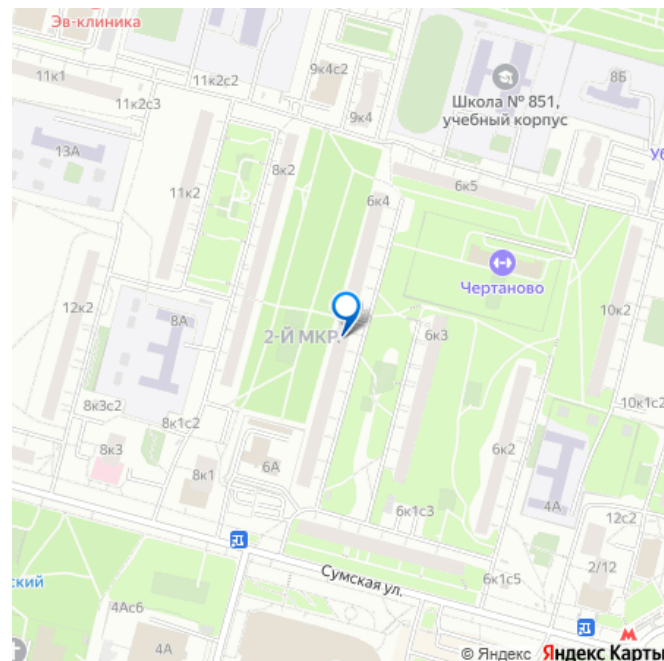 Эв-клиника
11к1
11к2с2
9к4с2
11к2с3
9к4
8Б
Школа № 851,
учебный корпус
Уб
13А
11к2
8к2
6к4
6к5
Чертаново
10к2
12к2
8А
2-Й МКР.
6к3
8к3с2
8к1с2
10к1с2
8к3
8к1
6А
6к2
6к1с3
4А
12с2
Сумская ул.
6к1с5
2/12
ский
4Ас6
4А
© Яндекс Яндекс Карты